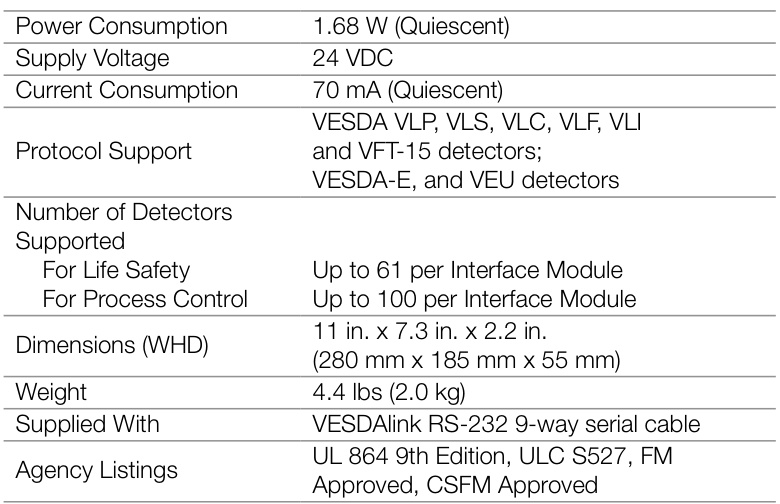 Power Consumption 1.68 W (Quiescent)
Supply Voltage 24 VDC
Current Consumption 70 mA (Quiescent)
Protocol Support VESDA VLP, VLS, VLC, VLF, VLI
and VFT-15 detectors;
VESDA-E, and VEU detectors
Number of Detectors
Supported
For Life Safety Up to 61 per Interface Module
For Process Control Up to 100 per Interface Module
Dimensions (WHD) 11 in. x 7.3 in. x 2.2 in.
(280 mm x 185 mm x 55 mm)
Weight 4.4 lbs (2.0 kg)
Supplied With VESDAlink RS-232 9-way serial cable
Agency Listings UL 864 9th Edition, ULC S527, FM
Approved, CSFM Approved